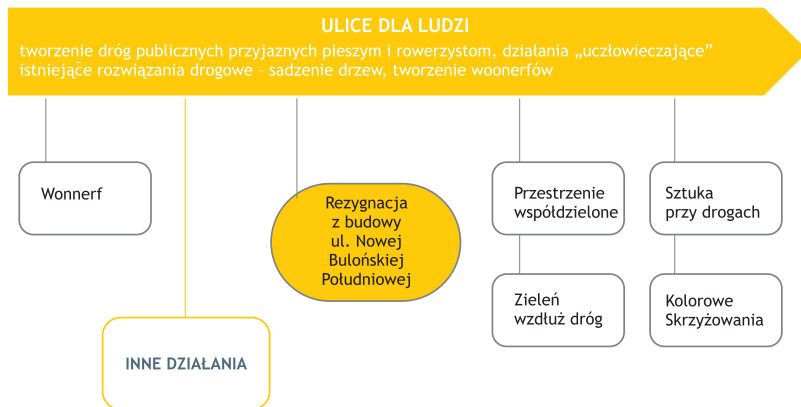 ULICE DLA LUDZI
tworzenie dróg publicznych przyjaznych pieszym i rowerzystom, działania „uczłowieczające”
istniejące rozwiązania drogowe - sadzenie drzew, tworzenie woonerfów
Wonnerf
INNE DZIAŁANIA
Rezygnacja
z budowy
ul. Nowej
Bulońskiej
Południowej
Przestrzenie
współdzielone
Zieleń
wzdłuż dróg
Sztuka
przy drogach
Kolorowe
Skrzyżowania